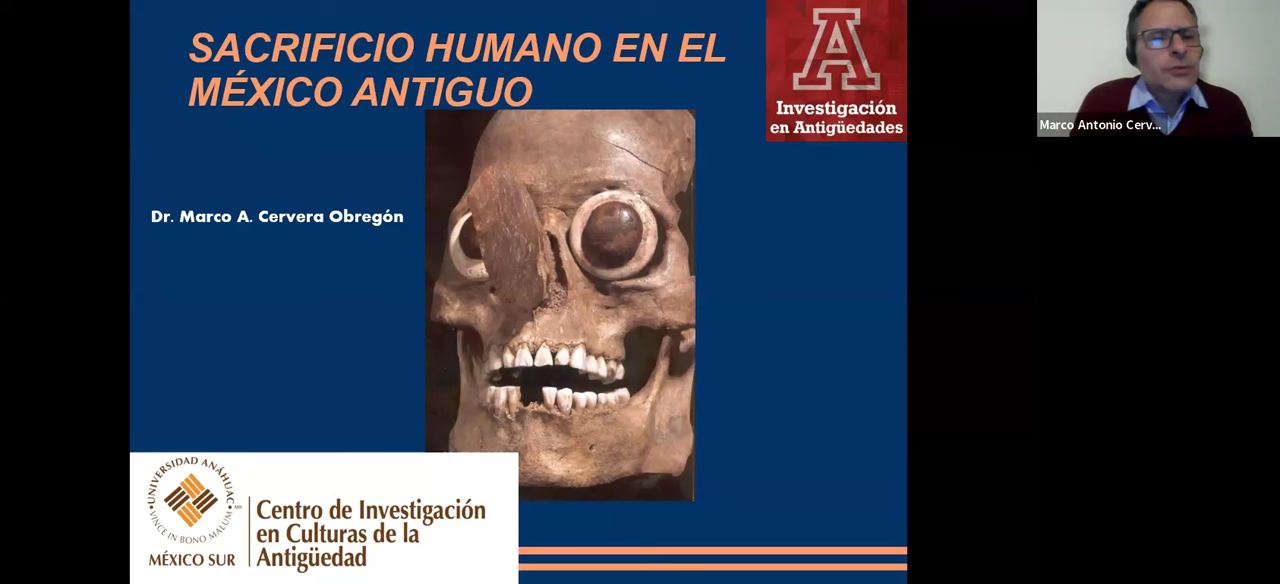 SACRIFICIO HUMANO EN EL
MÉXICO ANTIGUO
Investigación
en Antigüedades
Marco Antonio Cerv...
Dr. Marco A. Cervera Obregón
UNIVERSIDAD ANÁHUAC
VINCE IN BONO MALUM
MÉXICO SUR
Centro de Investigación
en Culturas de la
Antigüedad